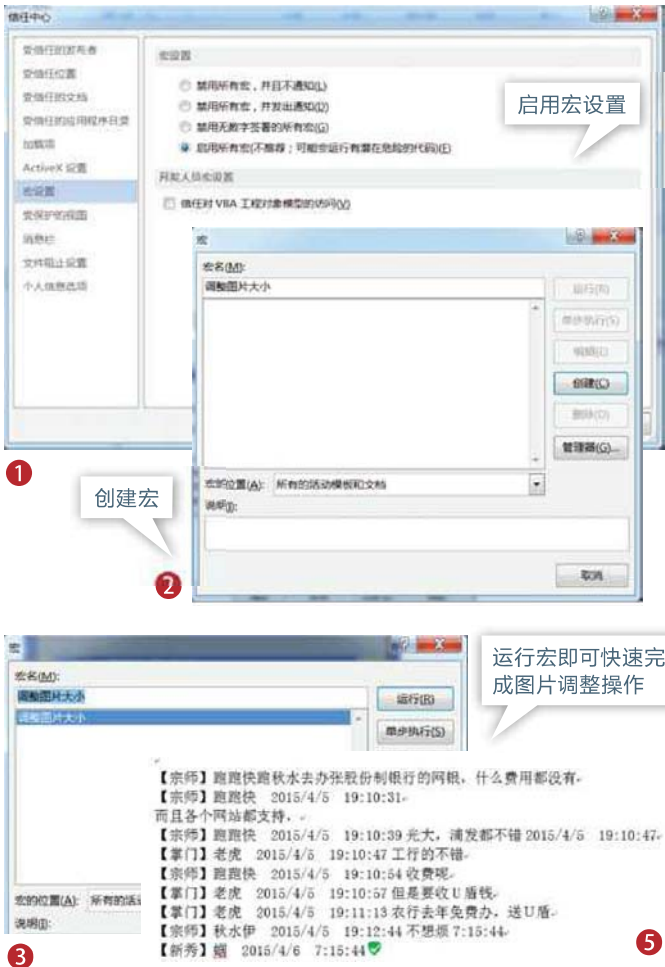 信任中心
受信任的发布者
受信任位置
受信任的文档
受信任的应用程序目录
加载项
ActiveX 设置
宏设置
受保护的视图
消息栏
文件阻止设置
个人信息选项
宏设置
禁用所有宏，并且不通知(L)
禁用所有宏，并发出通知(D)
禁用无数字签署的所有宏(G)
启用所有宏(不推荐；可能会运行有潜在危险的代码)(E)
开发人员宏设置
信任对 VBA 工程对象模型的访问(V)
启用宏设置
1
宏
宏名(M):
调整图片大小
运行(R)
单步执行(S)
编辑(E)
创建(C)
删除(D)
管理器(G)...
宏的位置(A): 所有的活动模板和文档
说明(I):
取消
创建宏
2
宏
宏名(M):
调整图片大小
调整图片大小
运行(R)
单步执行(S)
宏的位置(A): 所有的活
说明(I):
3
运行宏即可快速完
成图片调整操作
【宗师】跑跑快跑秋水去办张股份制银行的网银，什么费用都没有
【宗师】跑跑快 2015/4/5 19:10:31
而且各个网站都支持，
【宗师】跑跑快 2015/4/5 19:10:39 光大，浦发都不错 2015/4/5 19:10:47
【掌门】老虎 2015/4/5 19:10:47 工行的不错
【宗师】跑跑快 2015/4/5 19:10:54 收费呢
【掌门】老虎 2015/4/5 19:10:57 但是要收 U 盾钱
【掌门】老虎 2015/4/5 19:11:13 农行去年免费办，送 U 盾
【宗师】秋水伊 2015/4/5 19:12:44 不想烦 7:15:44
【新秀】 2015/4/6 7:15:44
5